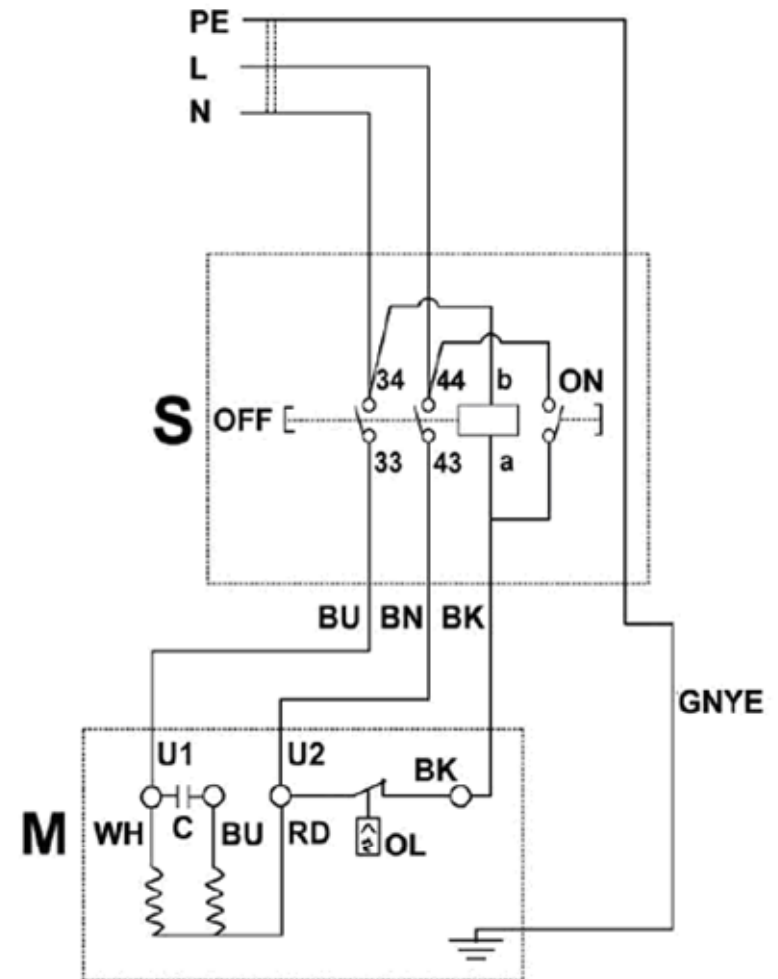 PE
L
N
34 44 b ON
S OFF
33 43 a
BU BN BK
GNYE
U1 U2 BK
M WH C BU RD OL